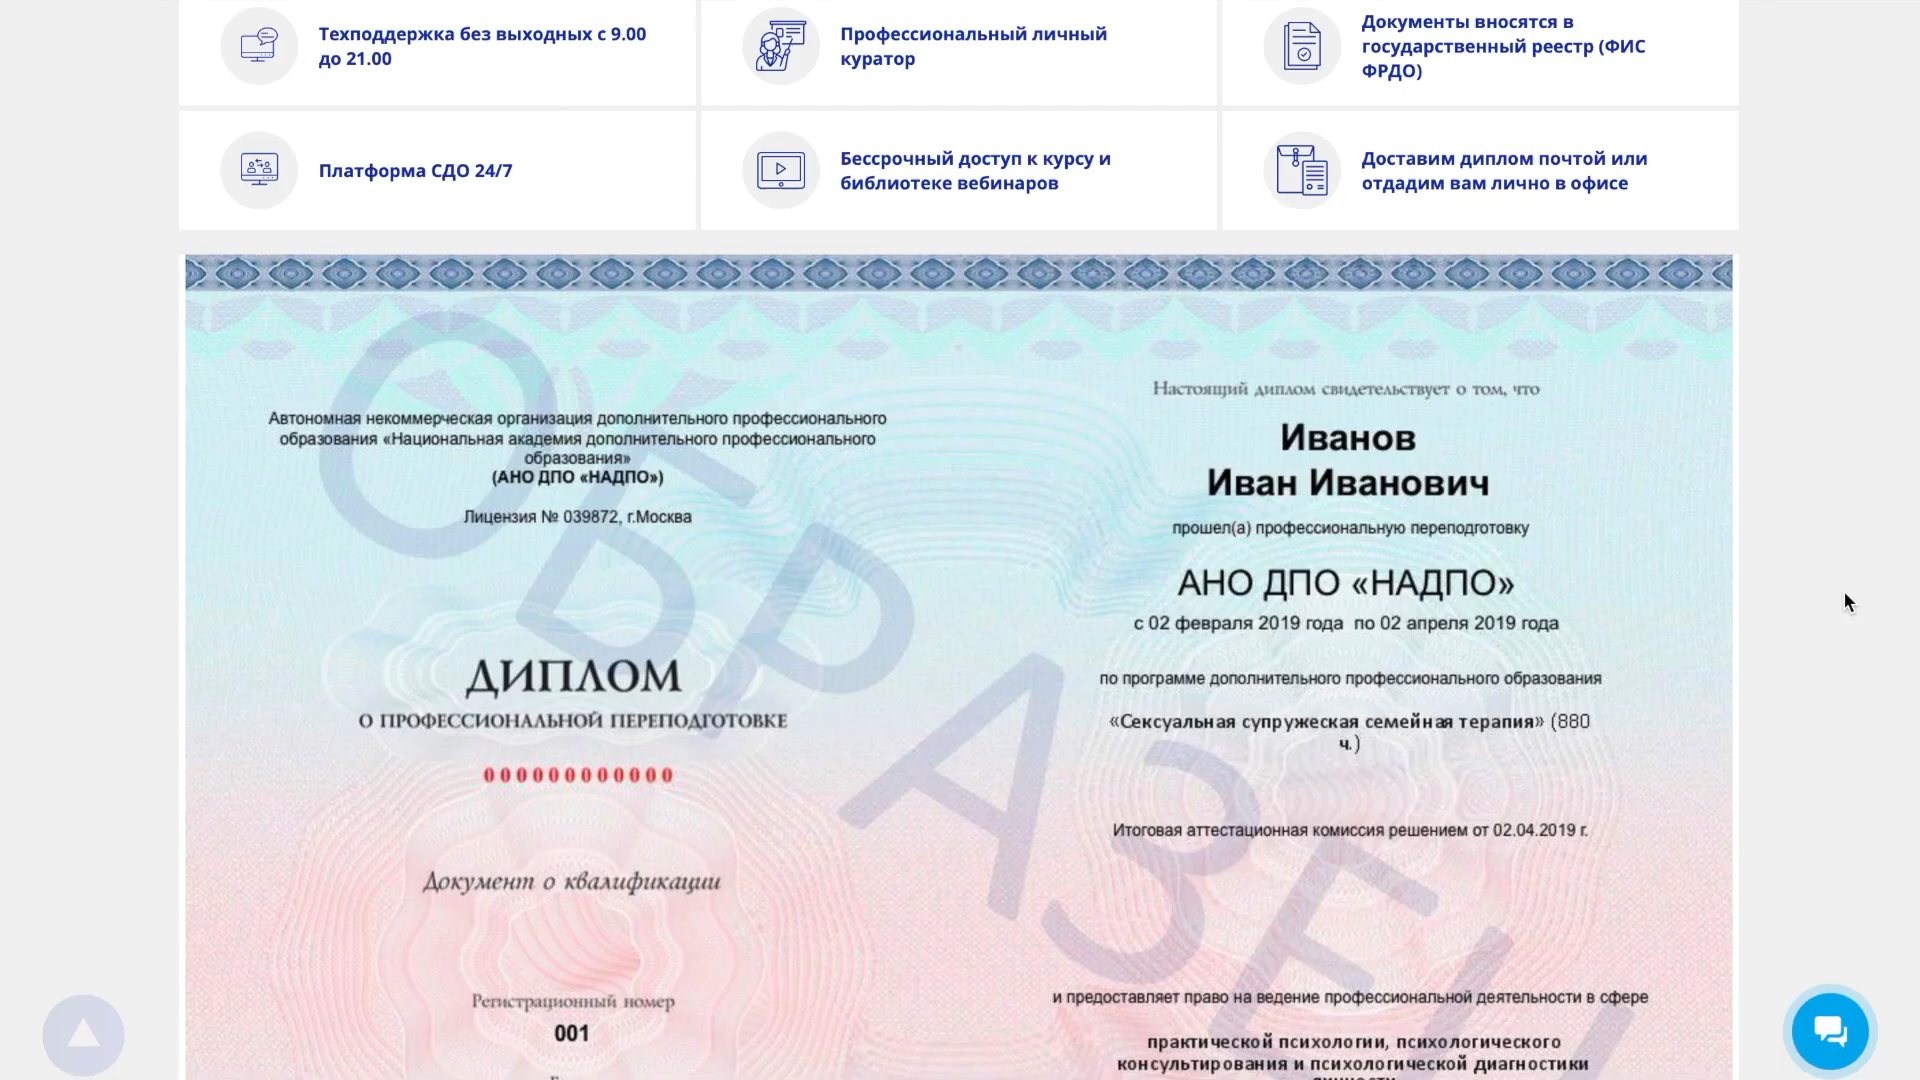 Техподдержка без выходных с 9.00
до 21.00
Профессиональный личный
куратор
Документы вносятся в
государственный реестр (ФИС
ФРДО)
Платформа СДО 24/7
Бессрочный доступ к курсу и
библиотеке вебинаров
Доставим диплом почтой или
отдадим вам лично в офисе
Автономная некоммерческая организация дополнительного профессионального
образования «Национальная академия дополнительного профессионального
образования»
(АНО ДПО «НАДПО»)
Лицензия № 039872, г.Москва
ДИПЛОМ
О ПРОФЕССИОНАЛЬНОЙ ПЕРЕПОДГОТОВКЕ
000000000000
Документ о квалификации
Регистрационный номер
001
Настоящий диплом свидетельствует о том, что
Иванов
Иван Иванович
прошел(а) профессиональную переподготовку
АНО ДПО «НАДПО»
с 02 февраля 2019 года по 02 апреля 2019 года
по программе дополнительного профессионального образования
«Сексуальная супружеская семейная терапия» (880
ч.)
Итоговая аттестационная комиссия решением от 02.04.2019 г.
и предоставляет право на ведение профессиональной деятельности в сфере
практической психологии, психологического
консультирования и психологической диагностики
ОБРАЗЕЦ